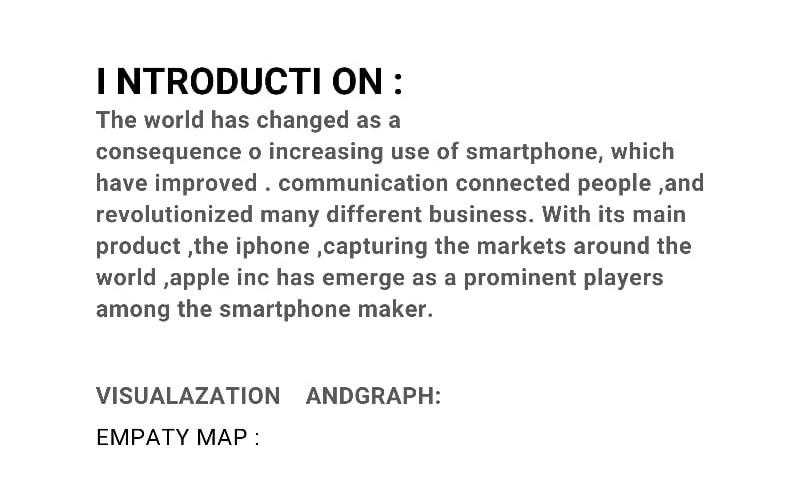 I NTRODUCTI ON :
The world has changed as a
consequence o increasing use of smartphone, which
have improved . communication connected people ,and
revolutionized many different business. With its main
product ,the iphone ,capturing the markets around the
world ,apple inc has emerge as a prominent players
among the smartphone maker.
VISUALAZATION ANDGRAPH:
EMPATY MAP :